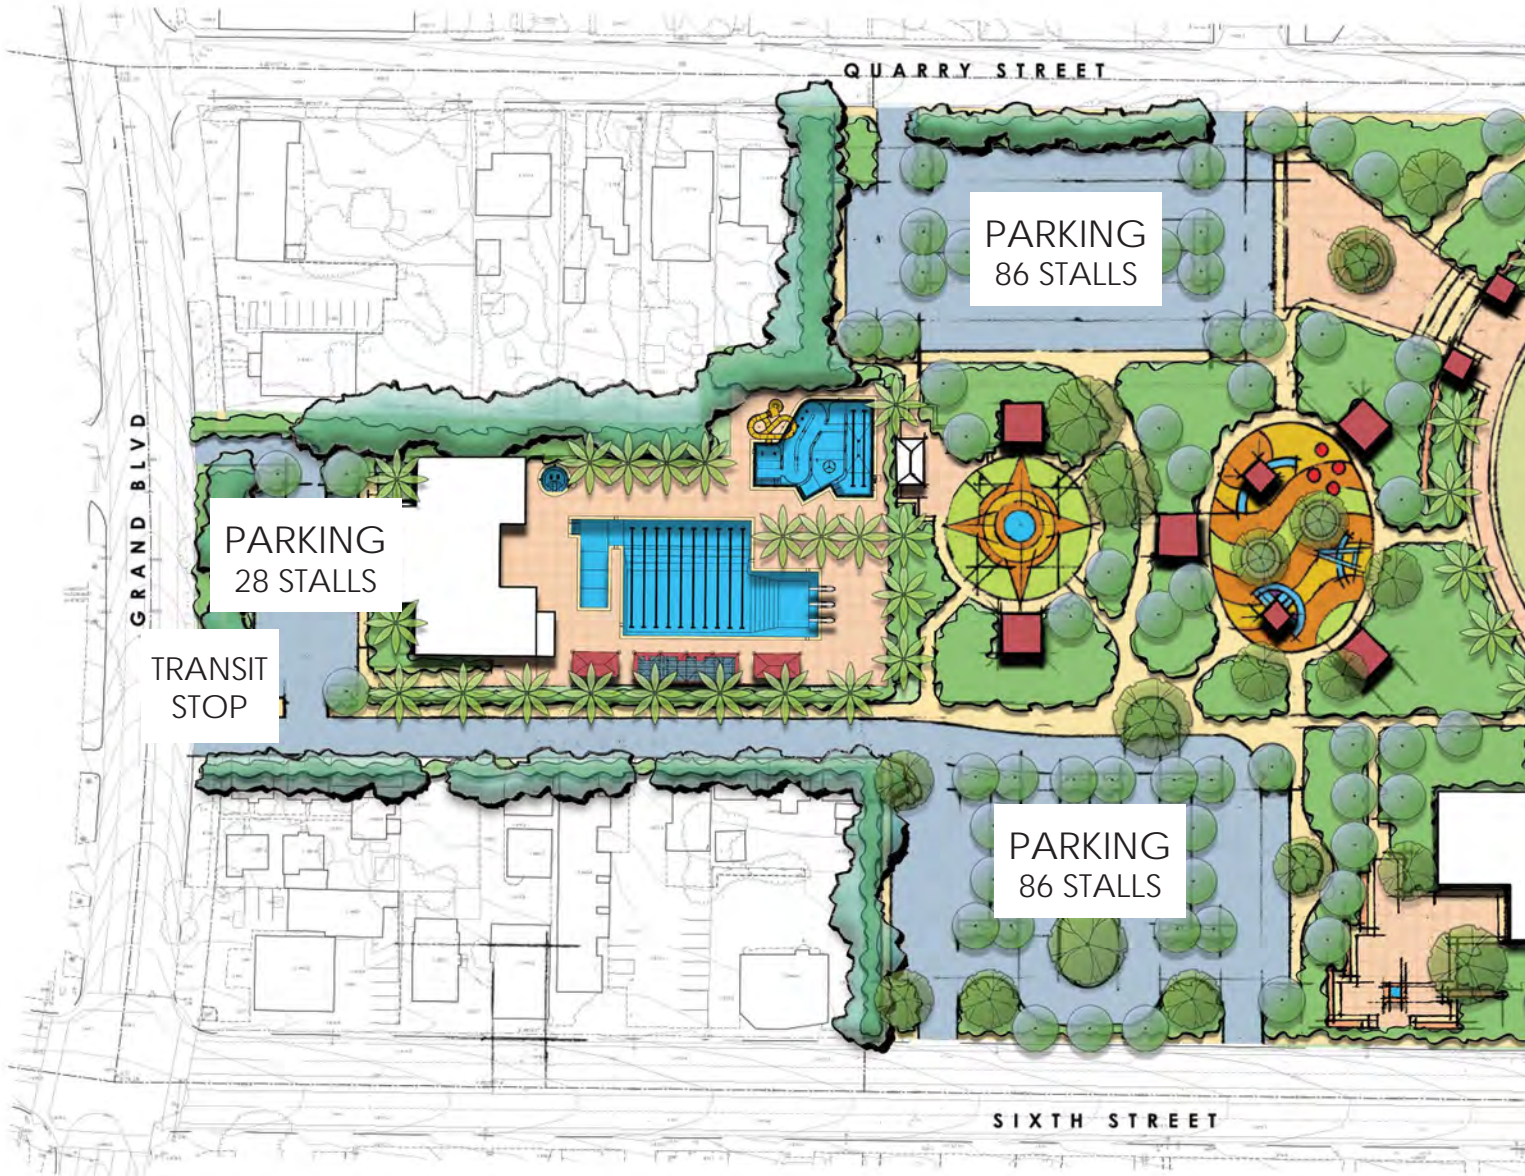 QUARRY STREET
PARKING
86 STALLS
GRAND BLVD
PARKING
28 STALLS
TRANSIT
STOP
PARKING
86 STALLS
SIXTH STREET